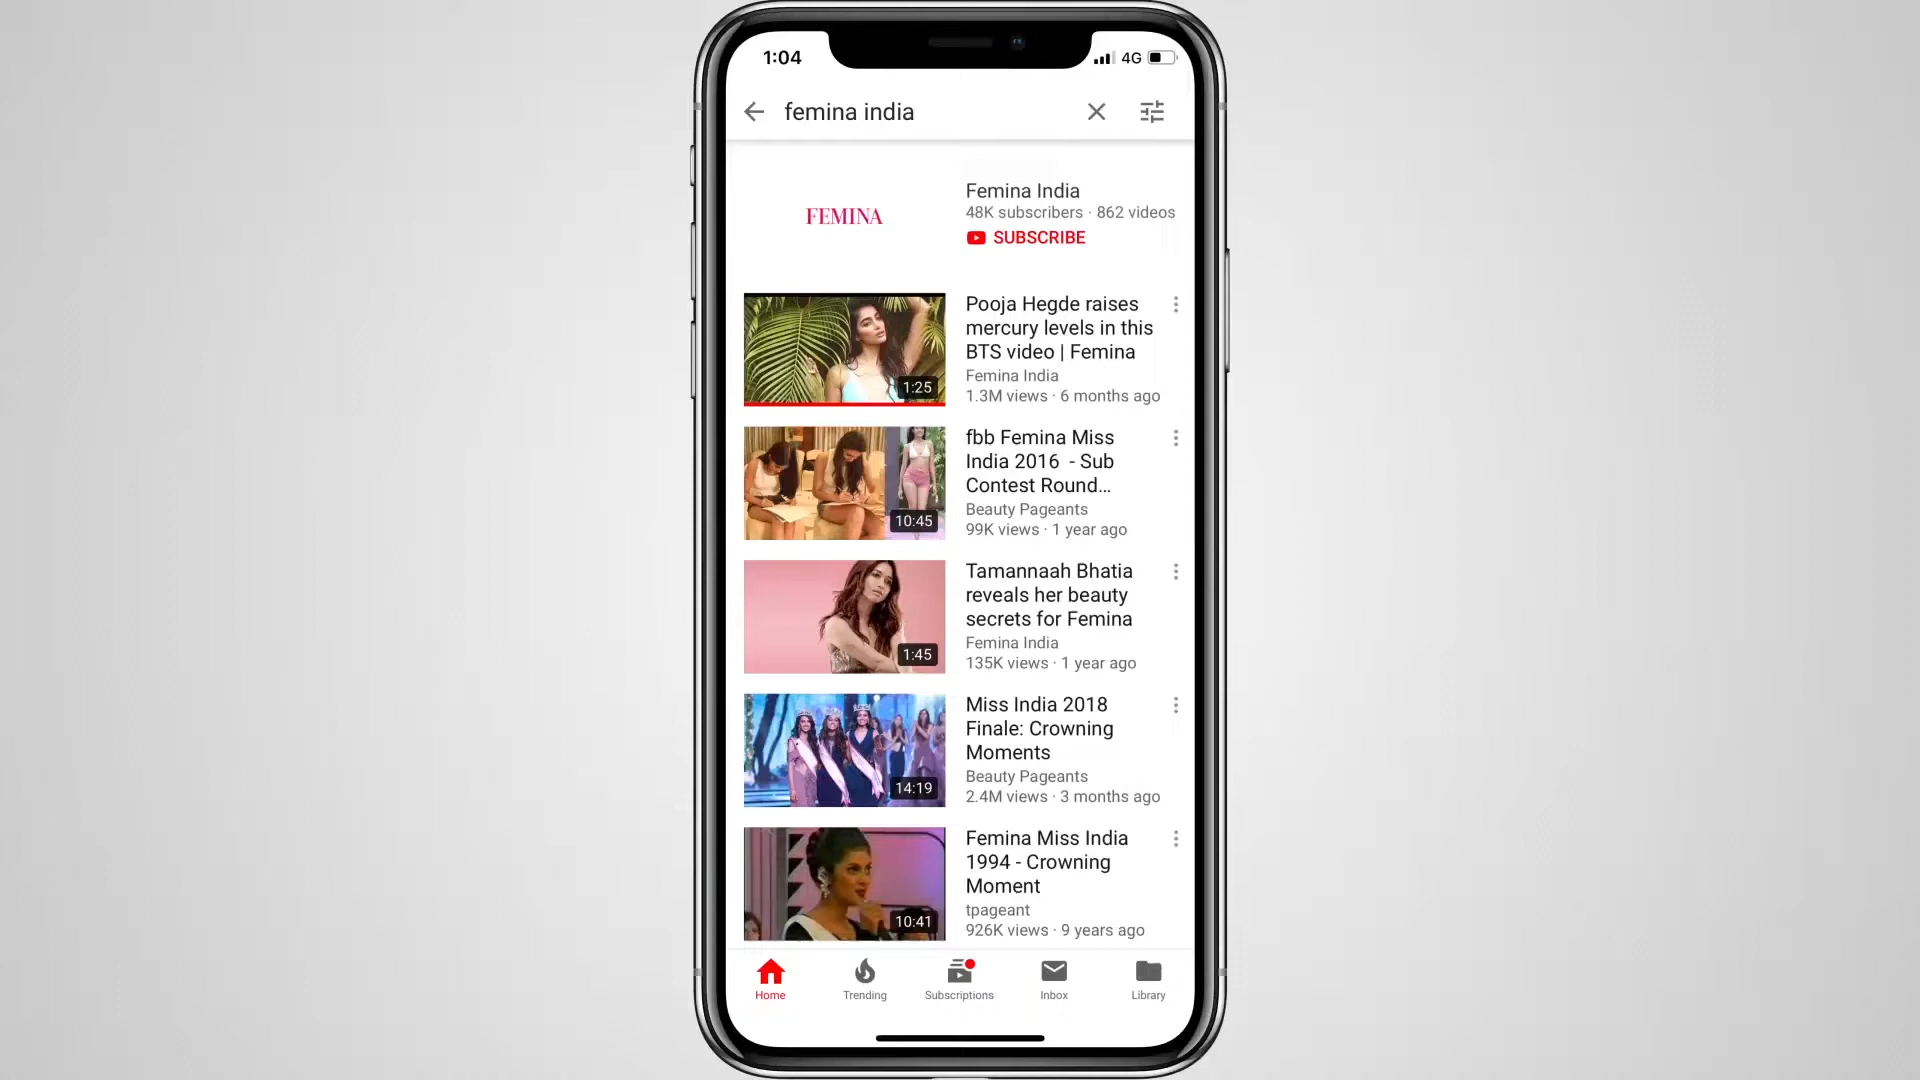 1:04
4G
femina india
FEMINA
Femina India
48K subscribers · 862 videos
SUBSCRIBE
Pooja Hegde raises
mercury levels in this
BTS video | Femina
Femina India
1.3M views · 6 months ago
1:25
fbb Femina Miss
India 2016 - Sub
Contest Round...
Beauty Pageants
99K views · 1 year ago
10:45
Tamannaah Bhatia
reveals her beauty
secrets for Femina
Femina India
135K views · 1 year ago
1:45
Miss India 2018
Finale: Crowning
Moments
Beauty Pageants
2.4M views · 3 months ago
14:19
Femina Miss India
1994 - Crowning
Moment
tpageant
926K views · 9 years ago
10:41
Home
Trending
Subscriptions
Inbox
Library